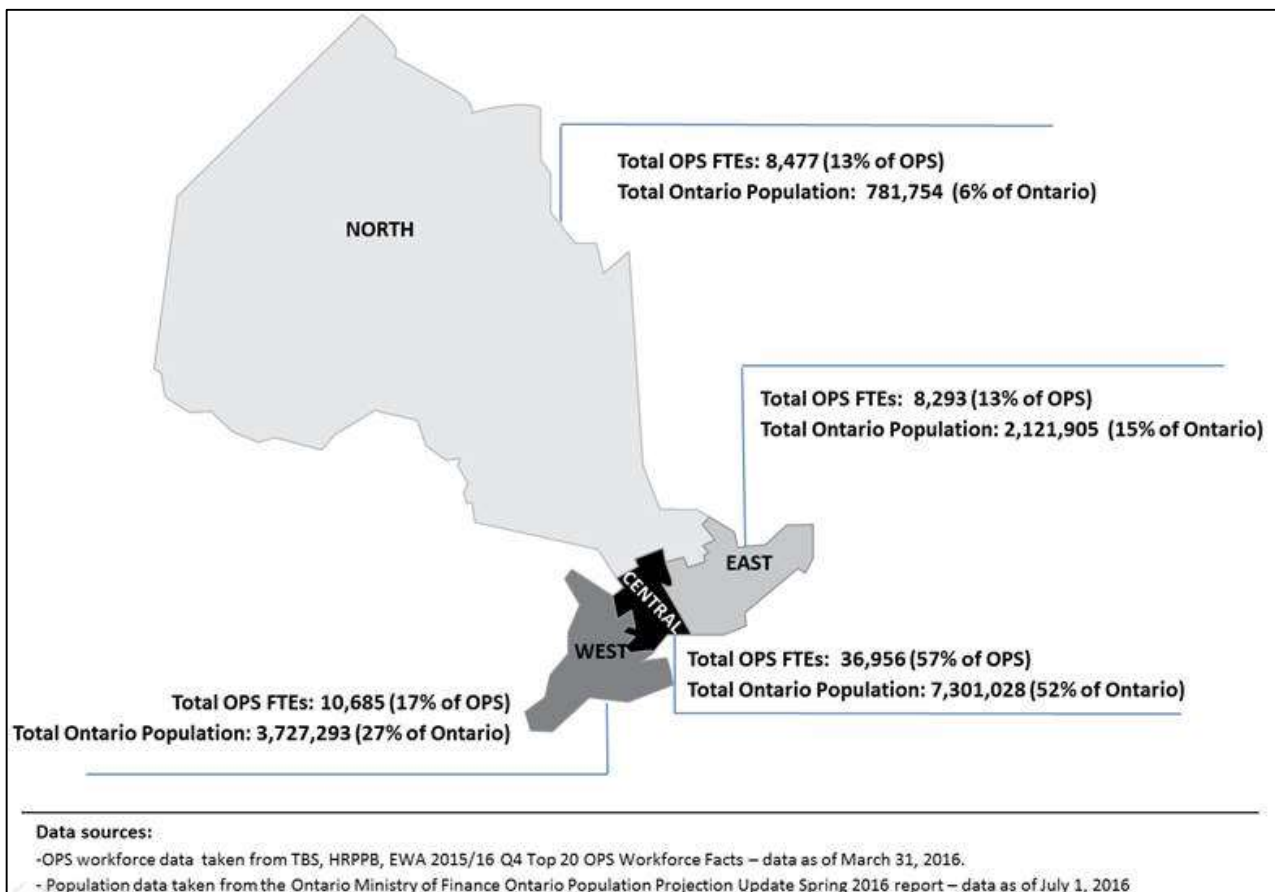 Total OPS FTEs: 8,477 (13% of OPS)
Total Ontario Population: 781,754 (6% of Ontario)
NORTH
Total OPS FTEs: 8,293 (13% of OPS)
Total Ontario Population: 2,121,905 (15% of Ontario)
EAST
CENTRAL
WEST
Total OPS FTEs: 36,956 (57% of OPS)
Total Ontario Population: 7,301,028 (52% of Ontario)
Total OPS FTEs: 10,685 (17% of OPS)
Total Ontario Population: 3,727,293 (27% of Ontario)
Data sources:
-OPS workforce data taken from TBS, HRPPB, EWA 2015/16 Q4 Top 20 OPS Workforce Facts – data as of March 31, 2016.
- Population data taken from the Ontario Ministry of Finance Ontario Population Projection Update Spring 2016 report – data as of July 1, 2016